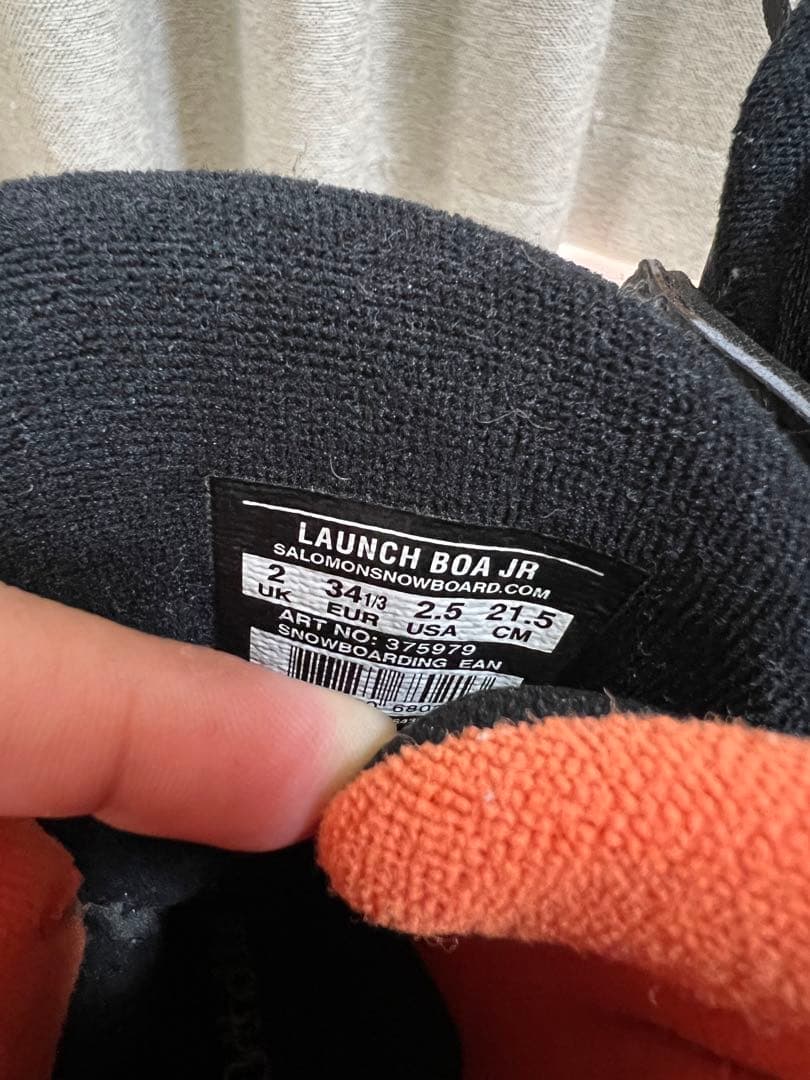 LAUNCH BOA JR
SALOMONSNOWBOARD.COM
2 34 1/3 2.5 21.5
UK EUR USA CM
ART NO: 375979
SNOWBOARDING EAN